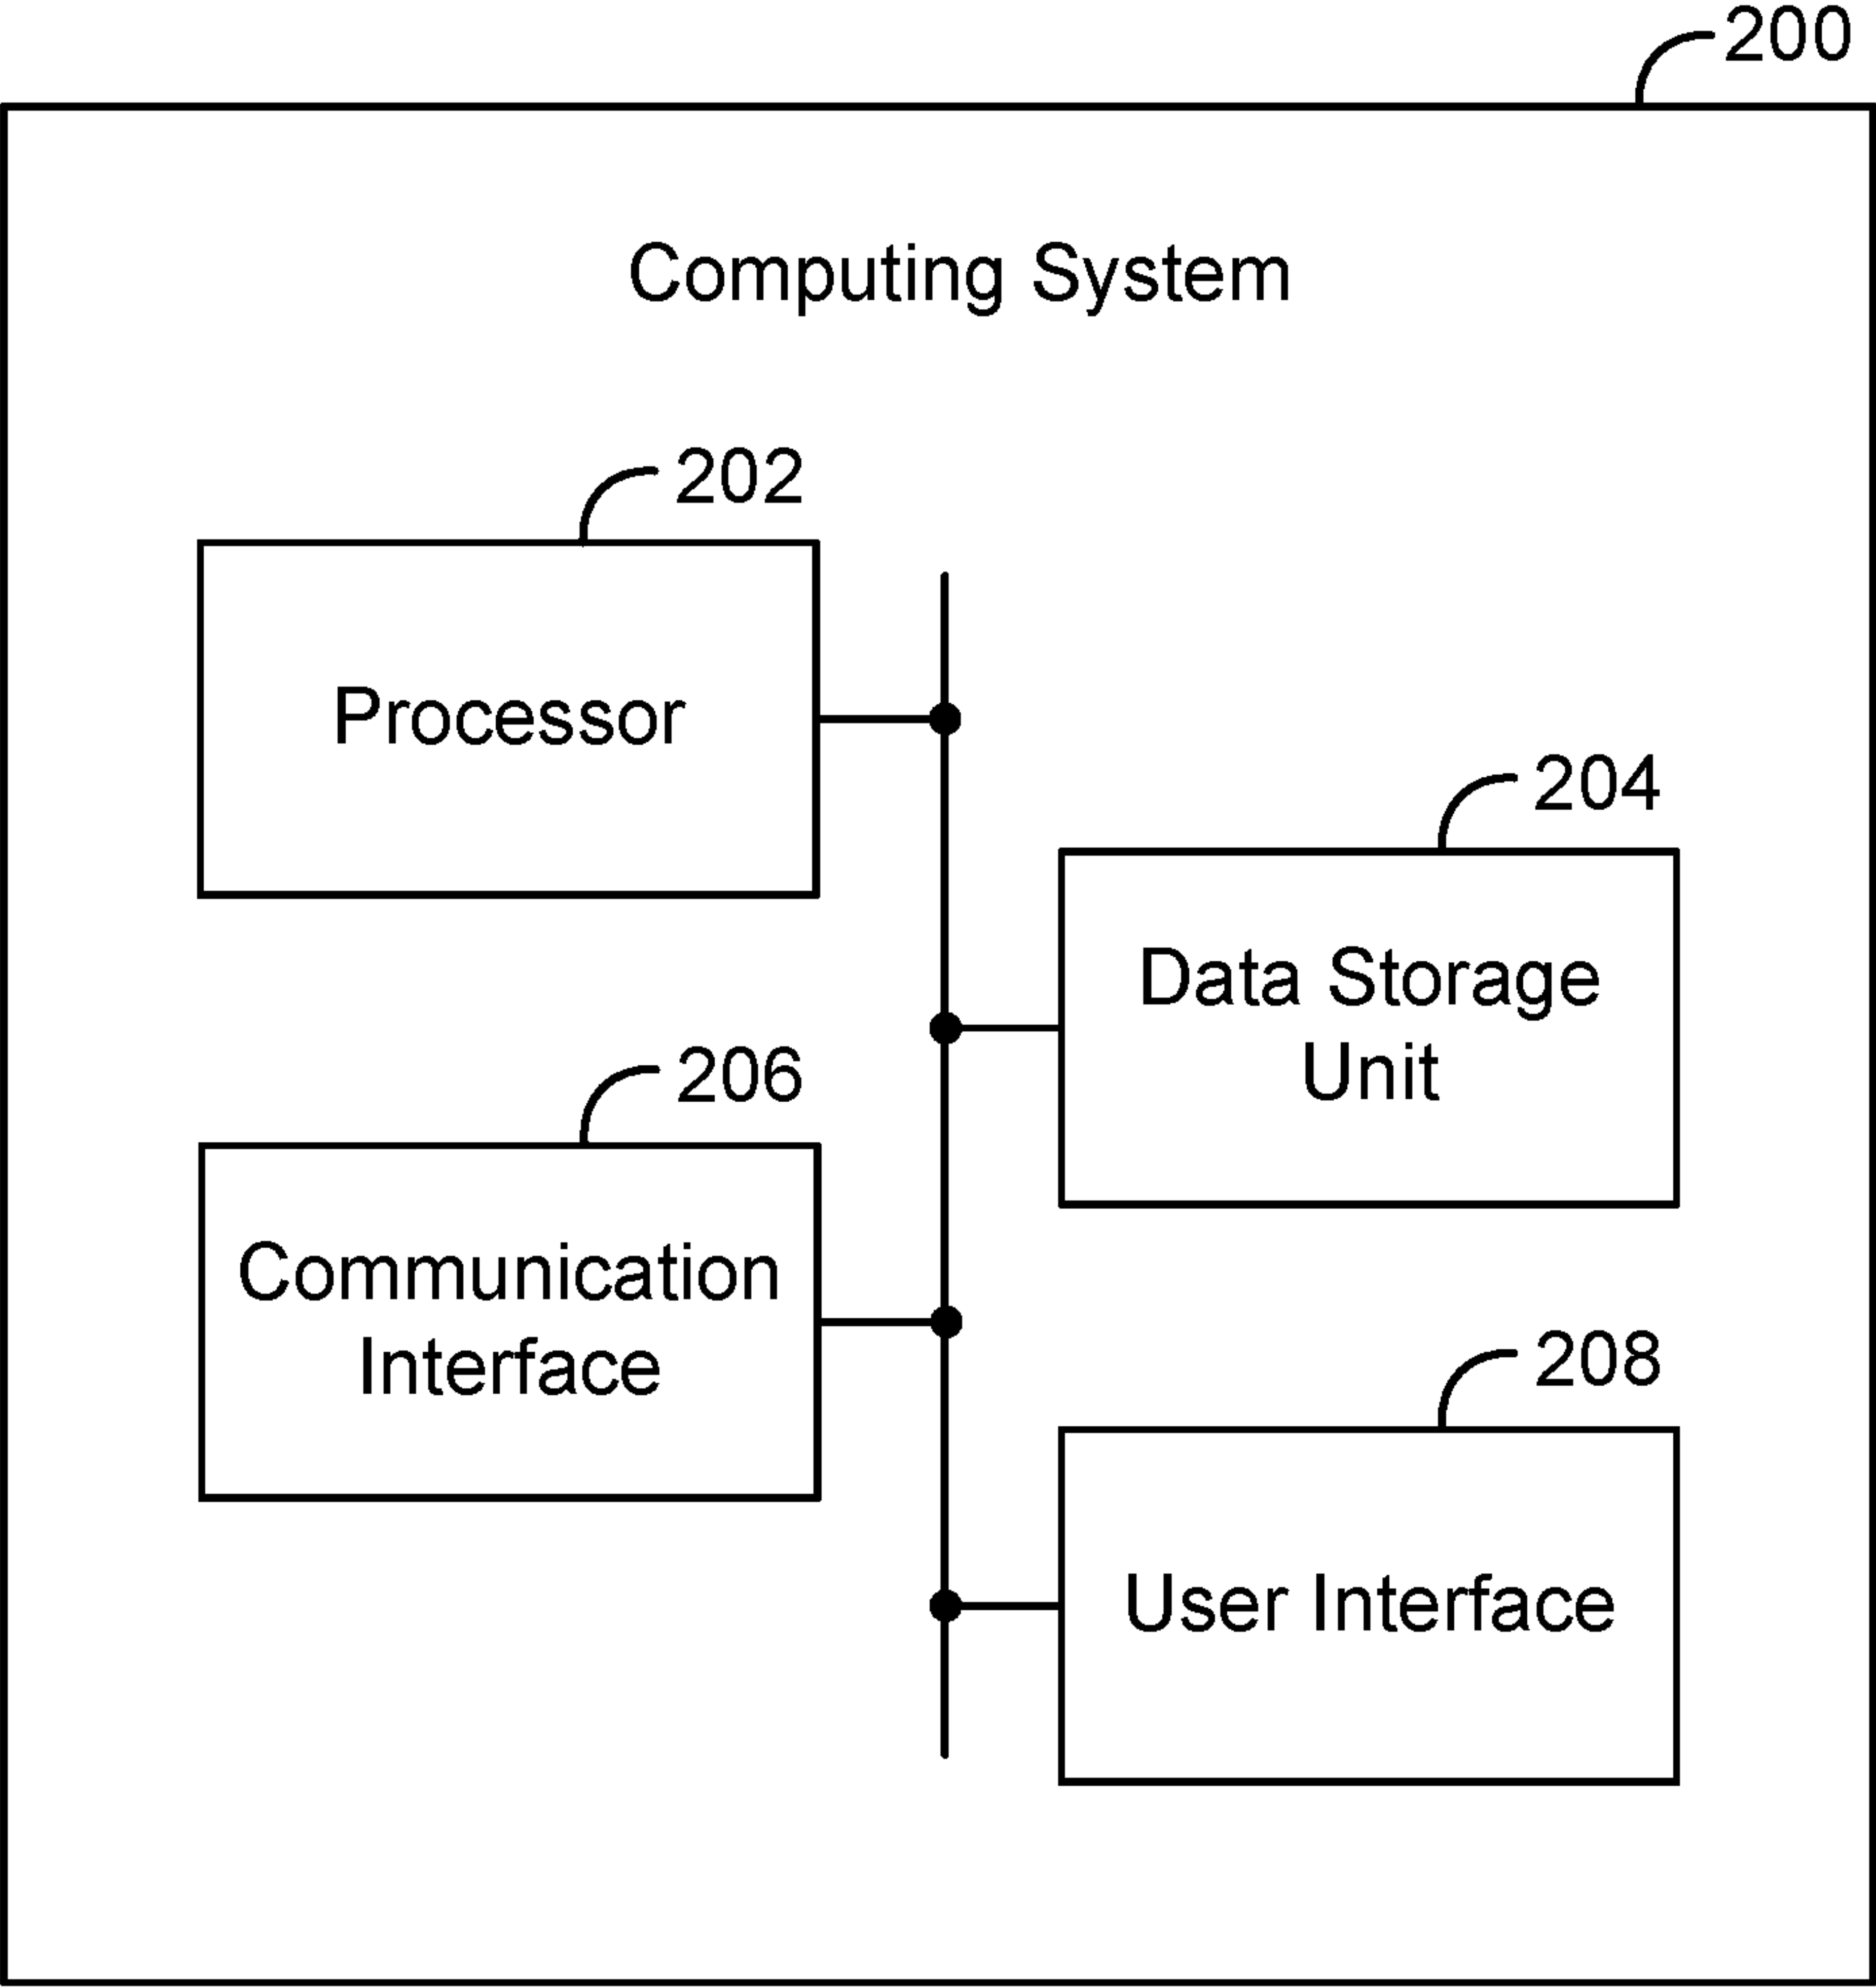 200
Computing System
202
Processor
204
Data Storage
Unit
206
Communication
Interface
208
User Interface